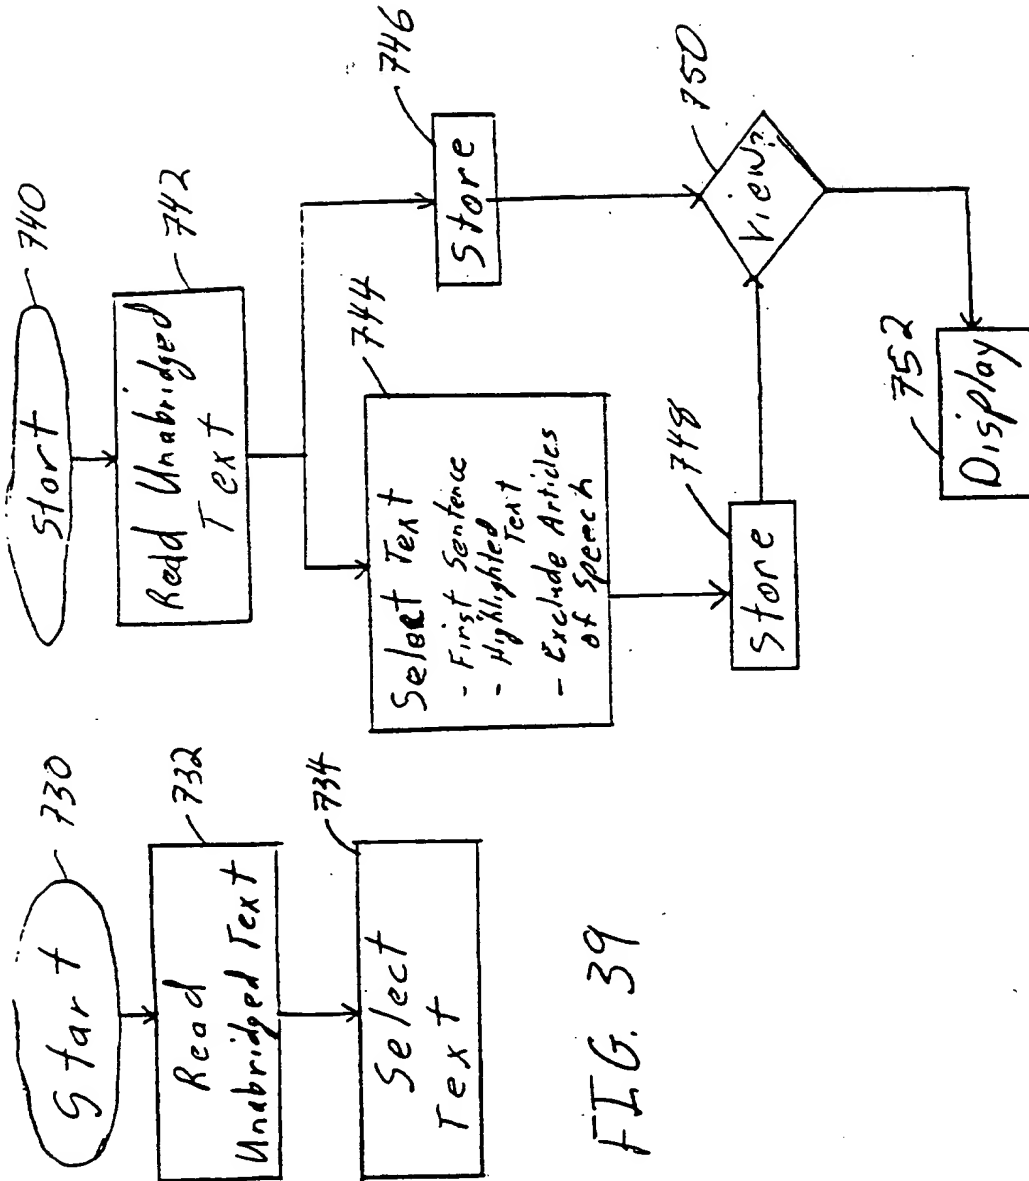 Start
730
Read
Unabridged Text
732
Select
Text
734
FIG. 39
Start
740
Read Unabridged
Text
742
Select Text
- First Sentence
- Highlighted
Text
- Exclude Articles
of Speech
744
Store
746
Store
748
View?
750
Display
752